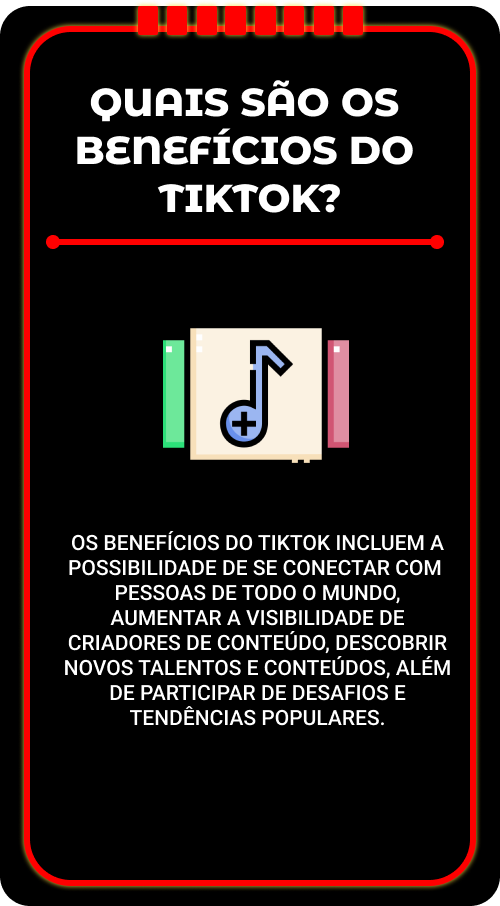 QUAIS SÃO OS
BENEFÍCIOS DO
TIKTOK?
OS BENEFÍCIOS DO TIKTOK INCLUEM A
POSSIBILIDADE DE SE CONECTAR COM
PESSOAS DE TODO O MUNDO,
AUMENTAR A VISIBILIDADE DE
CRIADORES DE CONTEÚDO, DESCOBRIR
NOVOS TALENTOS E CONTEÚDOS, ALÉM
DE PARTICIPAR DE DESAFIOS E
TENDÊNCIAS POPULARES.